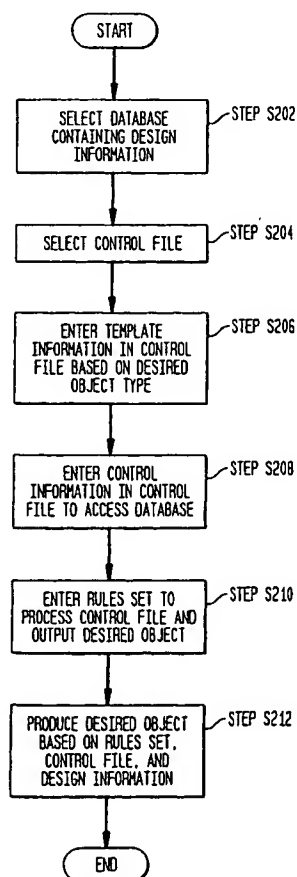 START
SELECT DATABASE
CONTAINING DESIGN
INFORMATION
STEP S202
SELECT CONTROL FILE
STEP S204
ENTER TEMPLATE
INFORMATION IN CONTROL
FILE BASED ON DESIRED
OBJECT TYPE
STEP S206
ENTER CONTROL
INFORMATION IN CONTROL
FILE TO ACCESS DATABASE
STEP S208
ENTER RULES SET TO
PROCESS CONTROL FILE AND
OUTPUT DESIRED OBJECT
STEP S210
PRODUCE DESIRED OBJECT
BASED ON RULES SET,
CONTROL FILE, AND
DESIGN INFORMATION
STEP S212
END